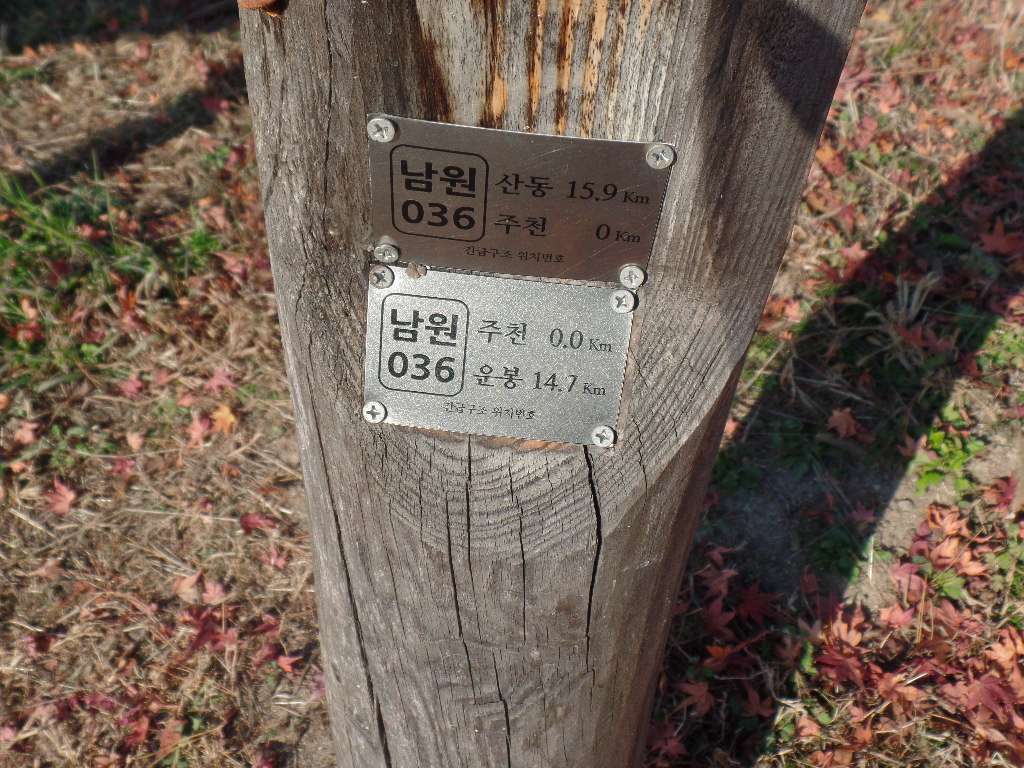 남원 036
산동 15.9 Km
주천 0 Km
긴급구조 위치번호
남원 036
주천 0.0 Km
운봉 14.7 Km
긴급구조 위치번호